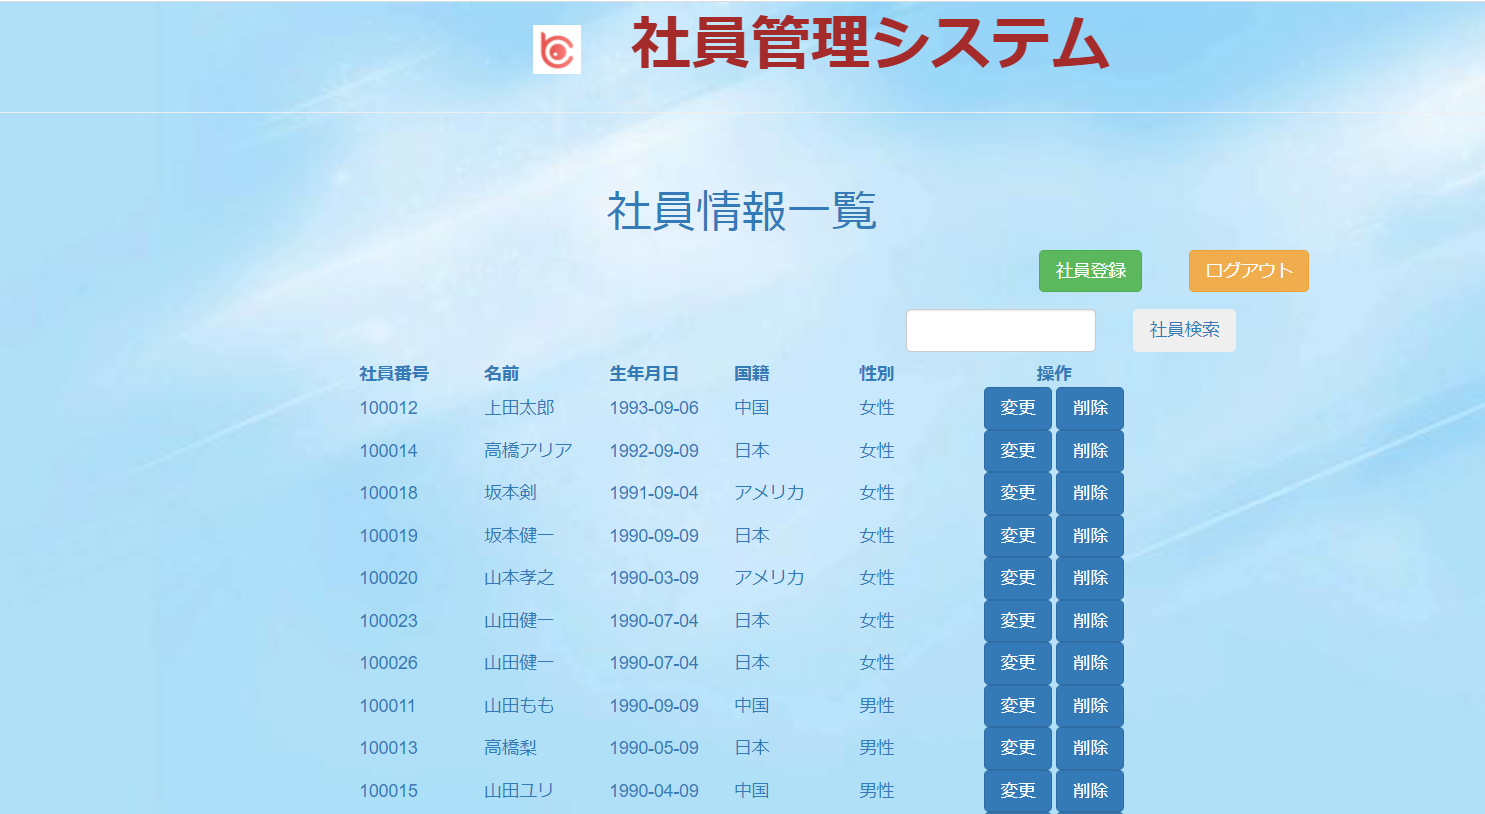 社員管理システム
社員情報一覧
社員登録 ログアウト
社員検索
社員番号 名前 生年月日 国籍 性別 操作
100012 上田太郎 1993-09-06 中国 女性 変更 削除
100014 高橋アリア 1992-09-09 日本 女性 変更 削除
100018 坂本剣 1991-09-04 アメリカ 女性 変更 削除
100019 坂本健一 1990-09-09 日本 女性 変更 削除
100020 山本孝之 1990-03-09 アメリカ 女性 変更 削除
100023 山田健一 1990-07-04 日本 女性 変更 削除
100026 山田健一 1990-07-04 日本 女性 変更 削除
100011 山田もも 1990-09-09 中国 男性 変更 削除
100013 高橋梨 1990-05-09 日本 男性 変更 削除
100015 山田ユリ 1990-04-09 中国 男性 変更 削除